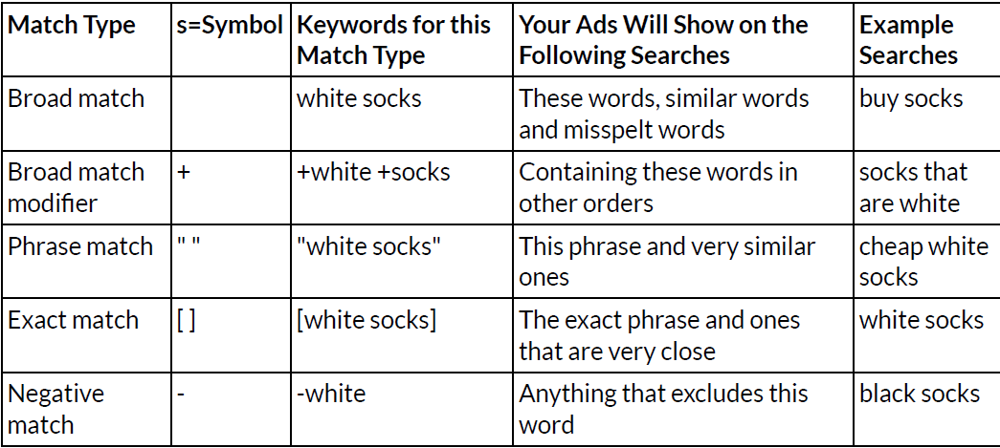 Match Type s=Symbol Keywords for this Your Ads Will Show on the Example
Match Type Following Searches Searches
Broad match white socks These words, similar words buy socks
and misspelt words
Broad match + +white +socks Containing these words in socks that
modifier other orders are white
Phrase match " " "white socks" This phrase and very similar cheap white
ones socks
Exact match [ ] [white socks] The exact phrase and ones white socks
that are very close
Negative - -white Anything that excludes this black socks
match word